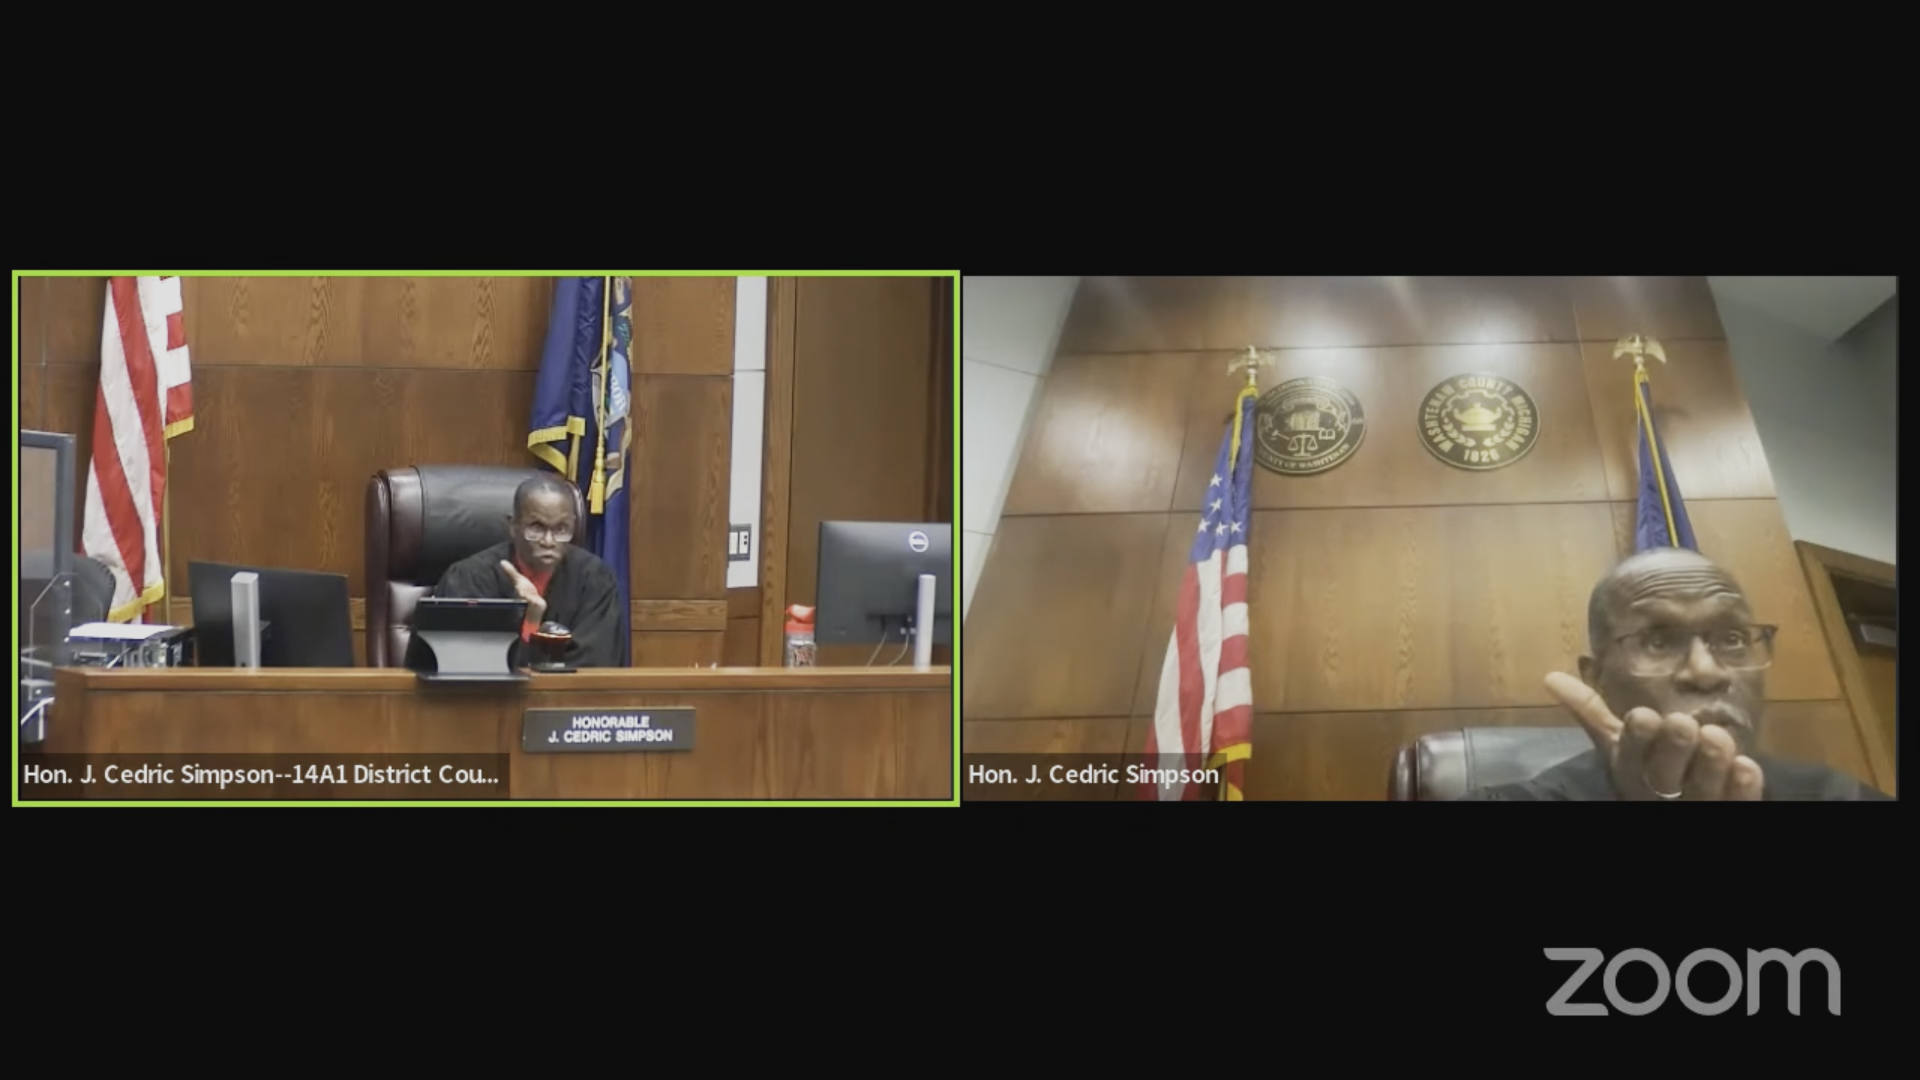 HONORABLE
J. CEDRIC SIMPSON
Hon. J. Cedric Simpson--14A1 District Cou...
WASHTENAW COUNTY MICHIGAN
1826
Hon. J. Cedric Simpson
zoom